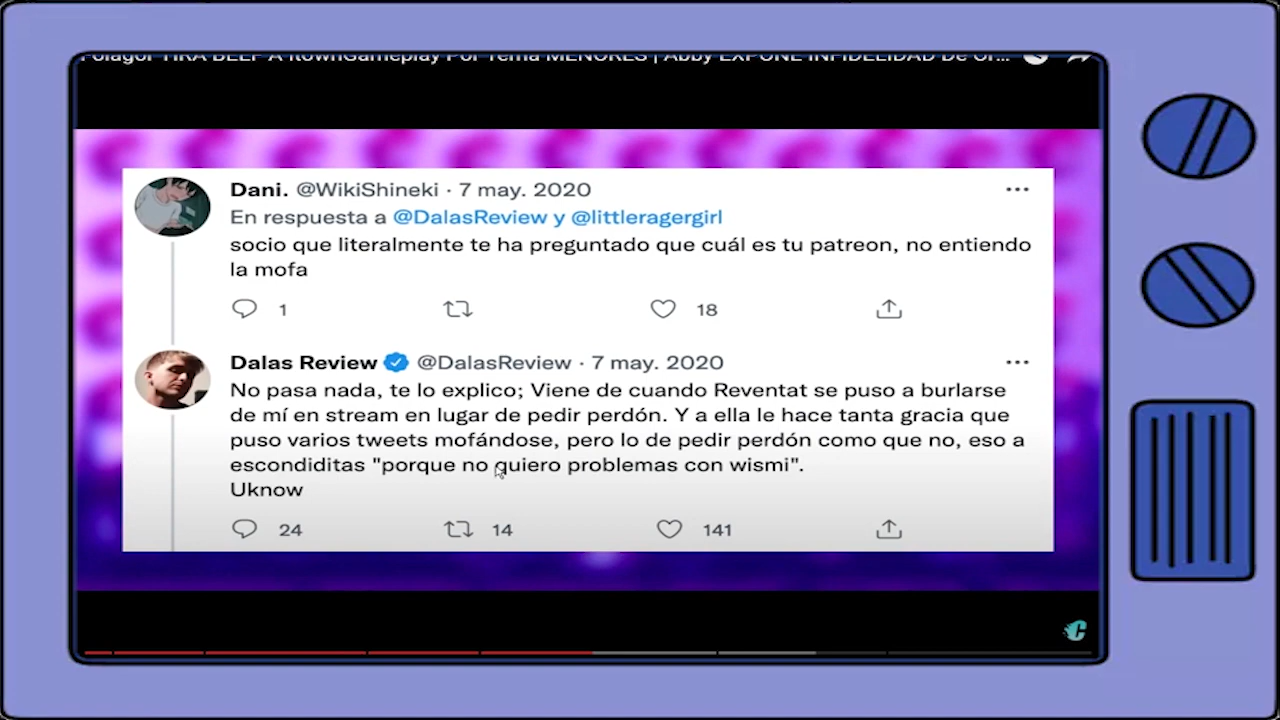 Folagor TIRA BEEF A ItownGameplay Por Tema MENORES | Abby EXPONE INFIDELIDAD De
Dani. @WikiShineki · 7 may. 2020
En respuesta a @DalasReview y @littleragergirl
socio que literalmente te ha preguntado que cuál es tu patreon, no entiendo
la mofa
1 18
Dalas Review @DalasReview · 7 may. 2020
No pasa nada, te lo explico; Viene de cuando Reventat se puso a burlarse
de mí en stream en lugar de pedir perdón. Y a ella le hace tanta gracia que
puso varios tweets mofándose, pero lo de pedir perdón como que no, eso a
escondiditas "porque no quiero problemas con wismi".
Uknow
24 14 141
C